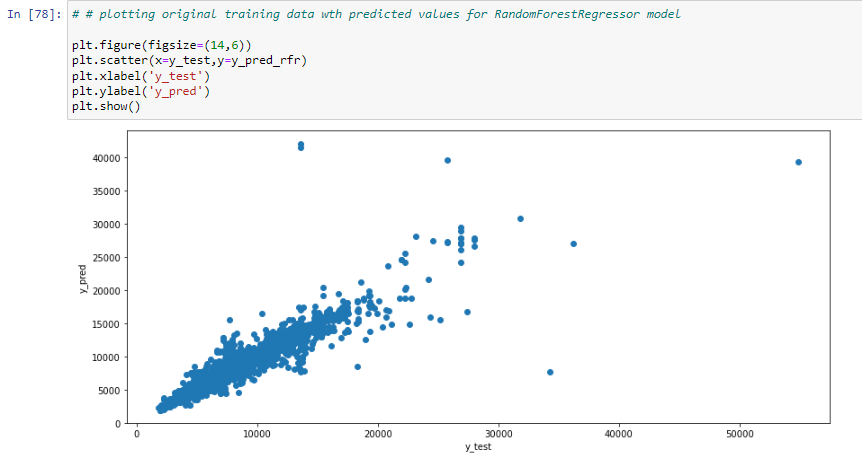 In [78]: # # plotting original training data wth predicted values for RandomForestRegressor model
plt.figure(figsize=(14,6))
plt.scatter(x=y_test,y=y_pred_rfr)
plt.xlabel('y_test')
plt.ylabel('y_pred')
plt.show()
40000
35000
30000
25000
20000
15000
10000
5000
0
y_pred
0 10000 20000 30000 40000 50000
y_test